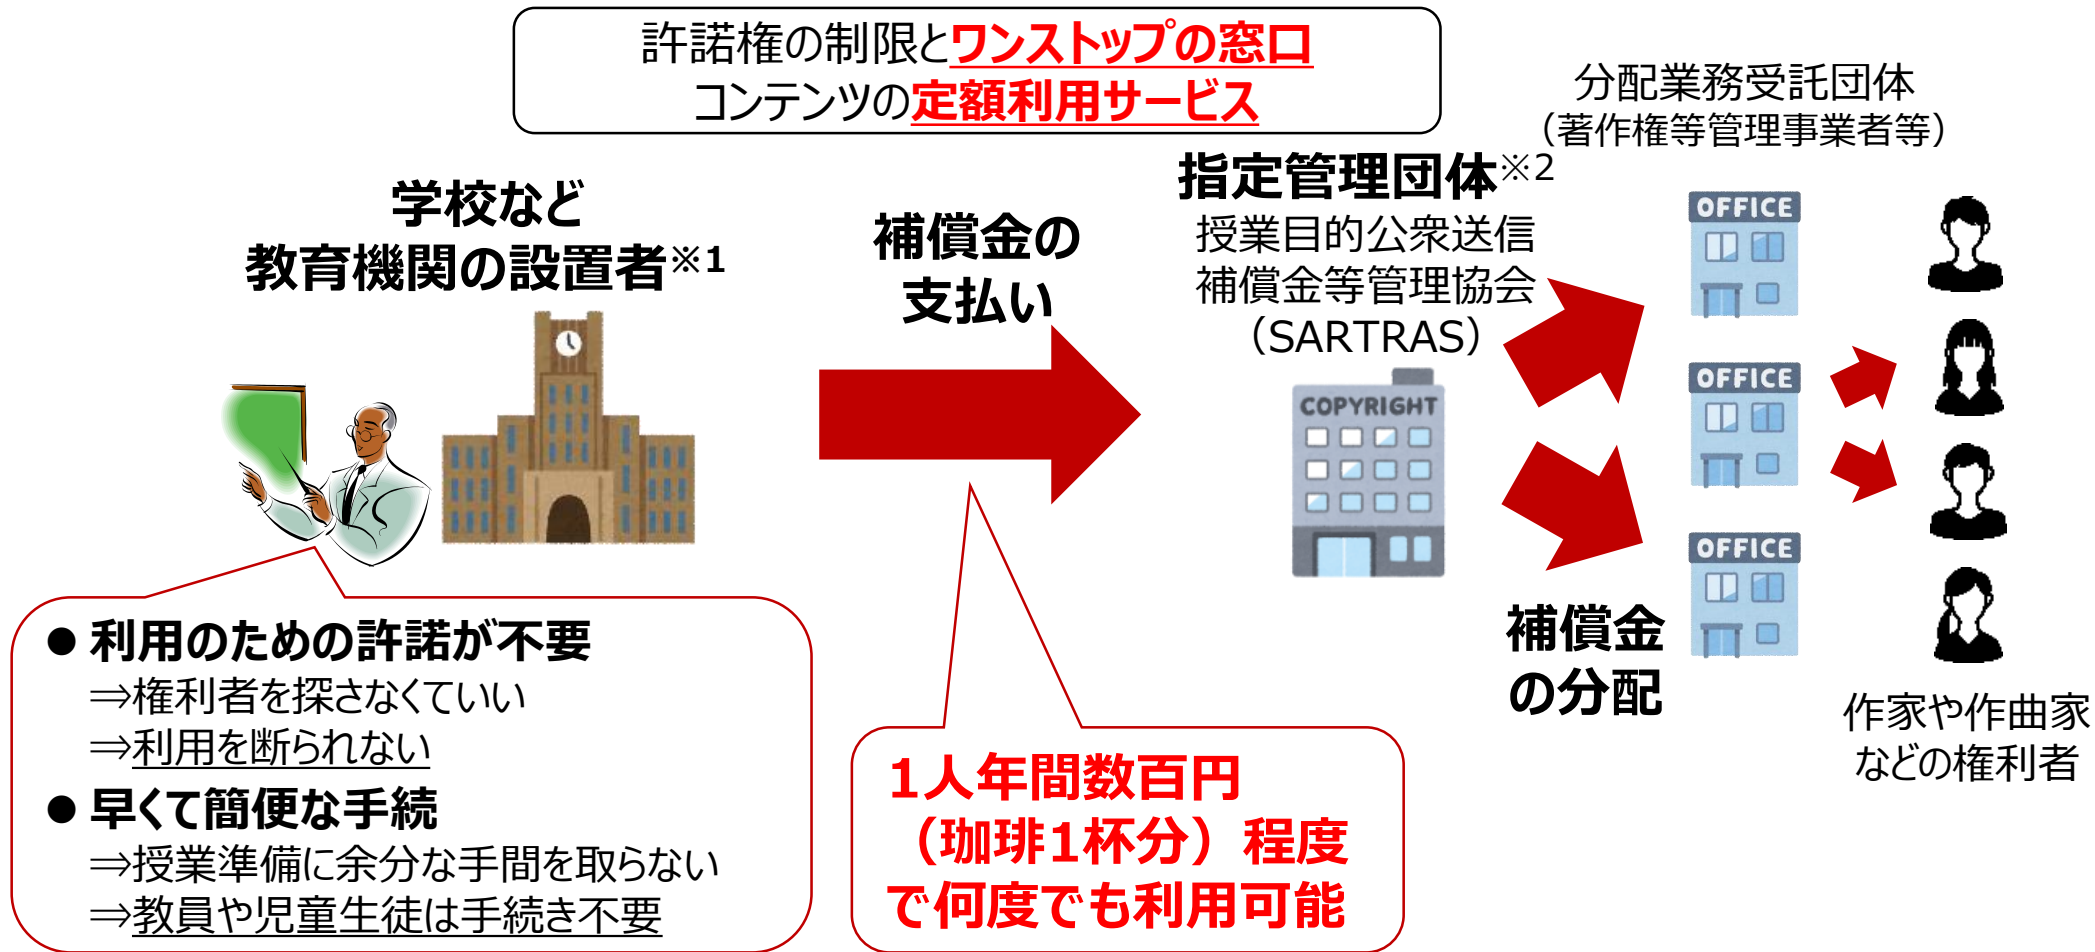 許諾権の制限とワンストップの窓口
コンテンツの定額利用サービス
学校など
教育機関の設置者※1
補償金の
支払い
指定管理団体※2
授業目的公衆送信
補償金等管理協会
（SARTRAS）
COPYRIGHT
分配業務受託団体
（著作権等管理事業者等）
OFFICE
OFFICE
OFFICE
補償金
の分配
作家や作曲家
などの権利者
● 利用のための許諾が不要
⇒権利者を探さなくていい
⇒利用を断られない
● 早くて簡便な手続
⇒授業準備に余分な手間を取らない
⇒教員や児童生徒は手続き不要
1人年間数百円
（珈琲1杯分）程度
で何度でも利用可能